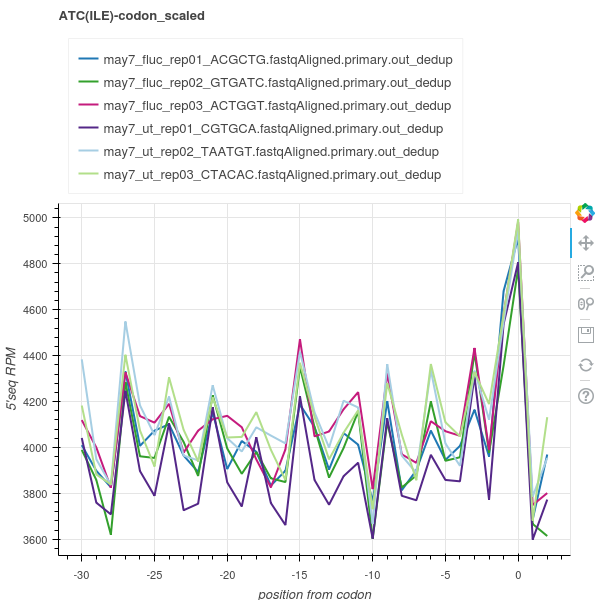 ATC(ILE)-codon_scaled
may7_fluc_rep01_ACGCTG.fastqAligned.primary.out_dedup
may7_fluc_rep02_GTGATC.fastqAligned.primary.out_dedup
may7_fluc_rep03_ACTGGT.fastqAligned.primary.out_dedup
may7_ut_rep01_CGTGCA.fastqAligned.primary.out_dedup
may7_ut_rep02_TAATGT.fastqAligned.primary.out_dedup
may7_ut_rep03_CTACAC.fastqAligned.primary.out_dedup
5000
4800
4600
4400
4200
4000
3800
3600
5'seq RPM
-30 -25 -20 -15 -10 -5 0
position from codon